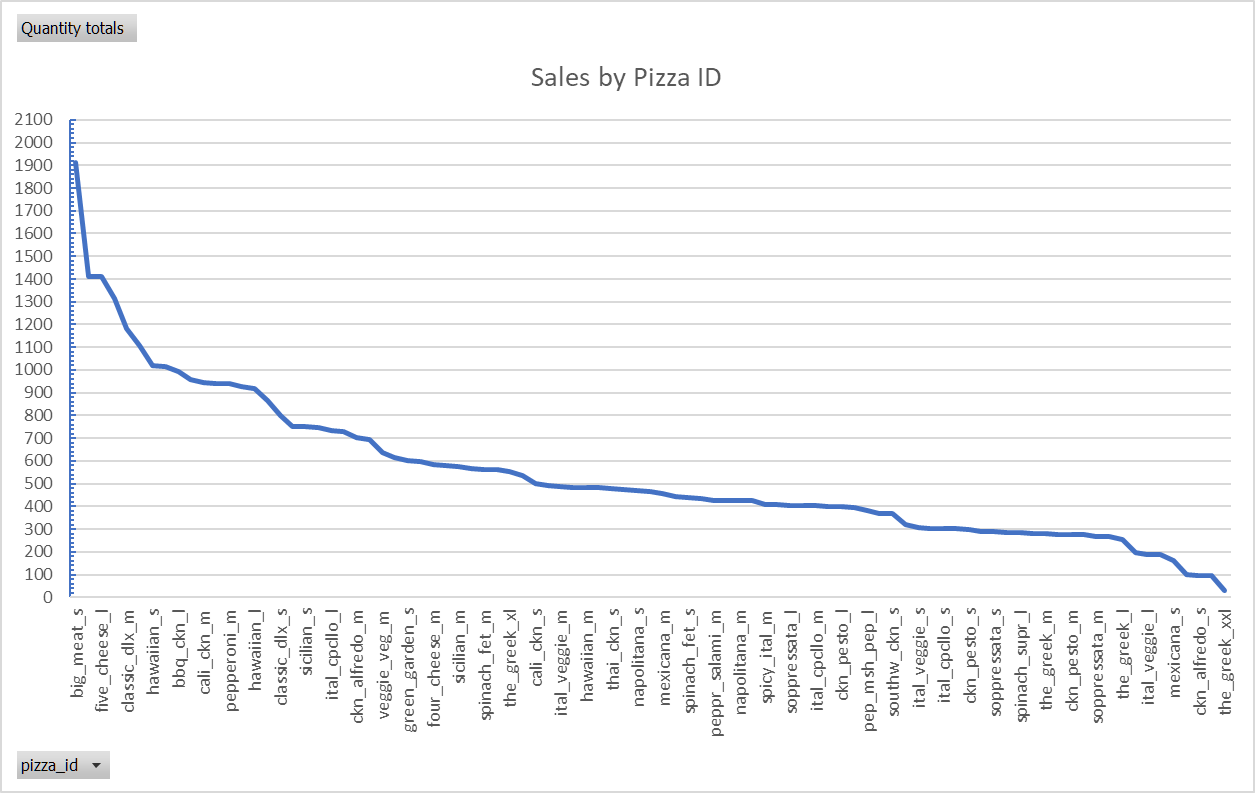 Quantity totals
Sales by Pizza ID
2100
2000
1900
1800
1700
1600
1500
1400
1300
1200
1100
1000
900
800
700
600
500
400
300
200
100
0
big_meat_s
five_cheese_l
classic_dlx_m
hawaiian_s
bbq_ckn_l
cali_ckn_m
pepperoni_m
hawaiian_l
classic_dlx_s
sicilian_s
ital_cpcllo_l
ckn_alfredo_m
veggie_veg_m
green_garden_s
four_cheese_m
sicilian_m
spinach_fet_m
the_greek_xl
cali_ckn_s
ital_veggie_m
hawaiian_m
thai_ckn_s
napolitana_s
mexicana_m
spinach_fet_s
peppr_salami_m
napolitana_m
spicy_ital_m
soppressata_l
ital_cpcllo_m
ckn_pesto_l
pep_msh_pep_l
southw_ckn_s
ital_veggie_s
ital_cpcllo_s
ckn_pesto_s
soppressata_s
spinach_supr_l
the_greek_m
ckn_pesto_m
soppressata_m
the_greek_l
ital_veggie_l
mexicana_s
ckn_alfredo_s
the_greek_xxl
pizza_id